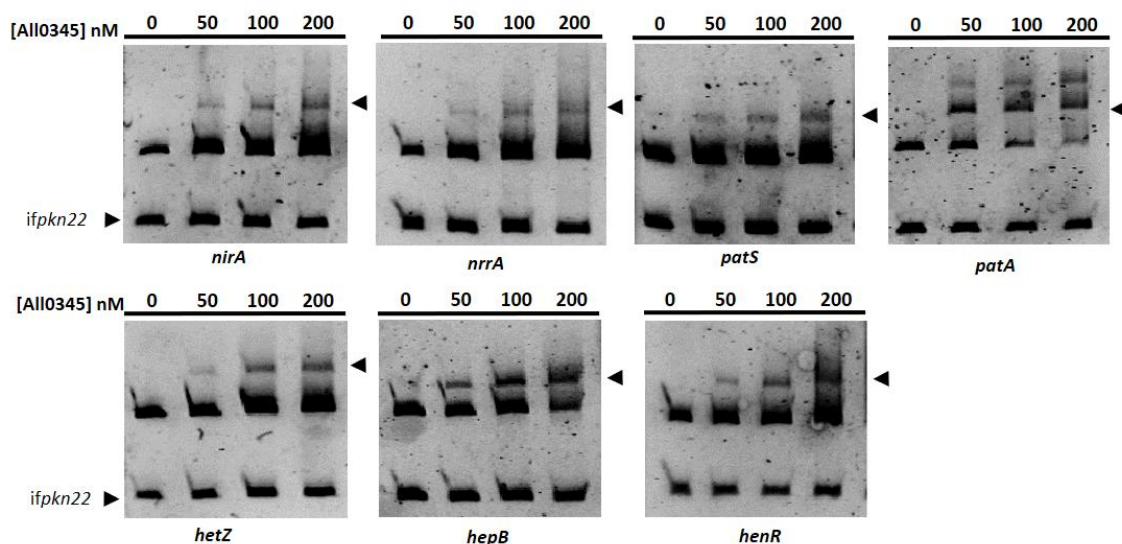 [All0345] nM 0 50 100 200 0 50 100 200 0 50 100 200 0 50 100 200
ifpkn22
nirA nrrA patS patA
[All0345] nM 0 50 100 200 0 50 100 200 0 50 100 200
ifpkn22
hetZ hepB henR